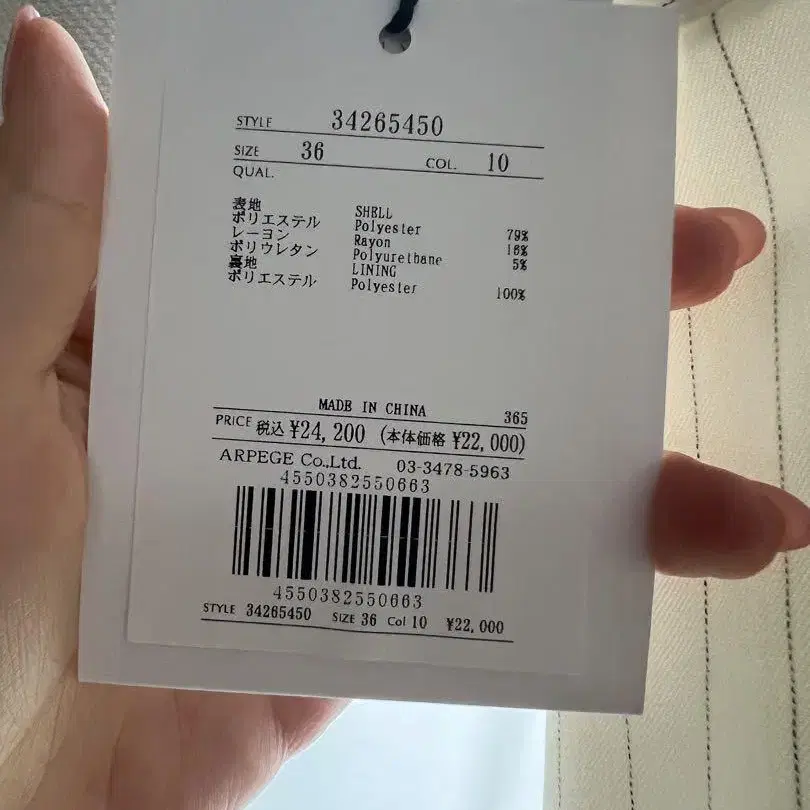 STYLE 34265450
SIZE 36 COL. 10
QUAL.
表地 SHELL
ポリエステル Polyester 79%
レーヨン Rayon 16%
ポリウレタン Polyurethane 5%
裏地 LINING
ポリエステル Polyester 100%
MADE IN CHINA 365
PRICE 税込 ¥24,200 (本体価格 ¥22,000)
ARPEGE Co.,Ltd. 03-3478-5963
4550382550663
4550382550663
STYLE 34265450 SIZE 36 Col 10 ¥22,000